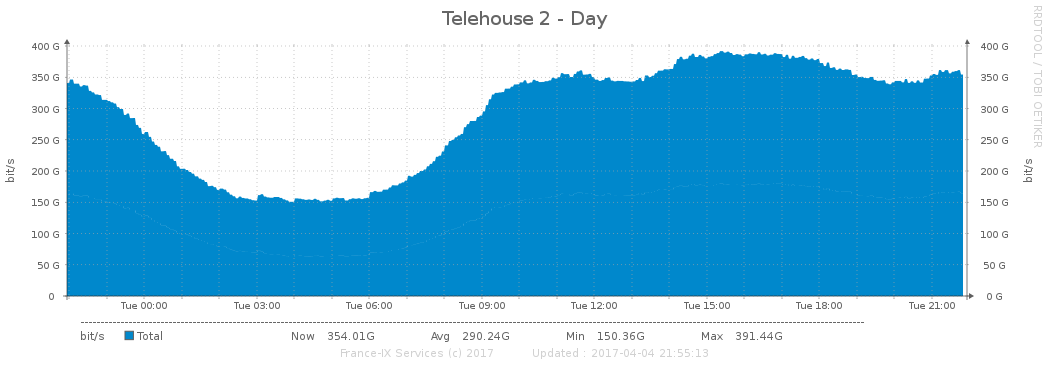 Telehouse 2 - Day
RRDTOOL / TOBI OETIKER
400 G 400 G
350 G 350 G
300 G 300 G
250 G 250 G
200 G 200 G
150 G 150 G
100 G 100 G
50 G 50 G
0 0 G
bit/s bit/s
Tue 00:00 Tue 03:00 Tue 06:00 Tue 09:00 Tue 12:00 Tue 15:00 Tue 18:00 Tue 21:00
bit/s Total Now 354.01G Avg 290.24G Min 150.36G Max 391.44G
France-IX Services (c) 2017 Updated : 2017-04-04 21:55:13